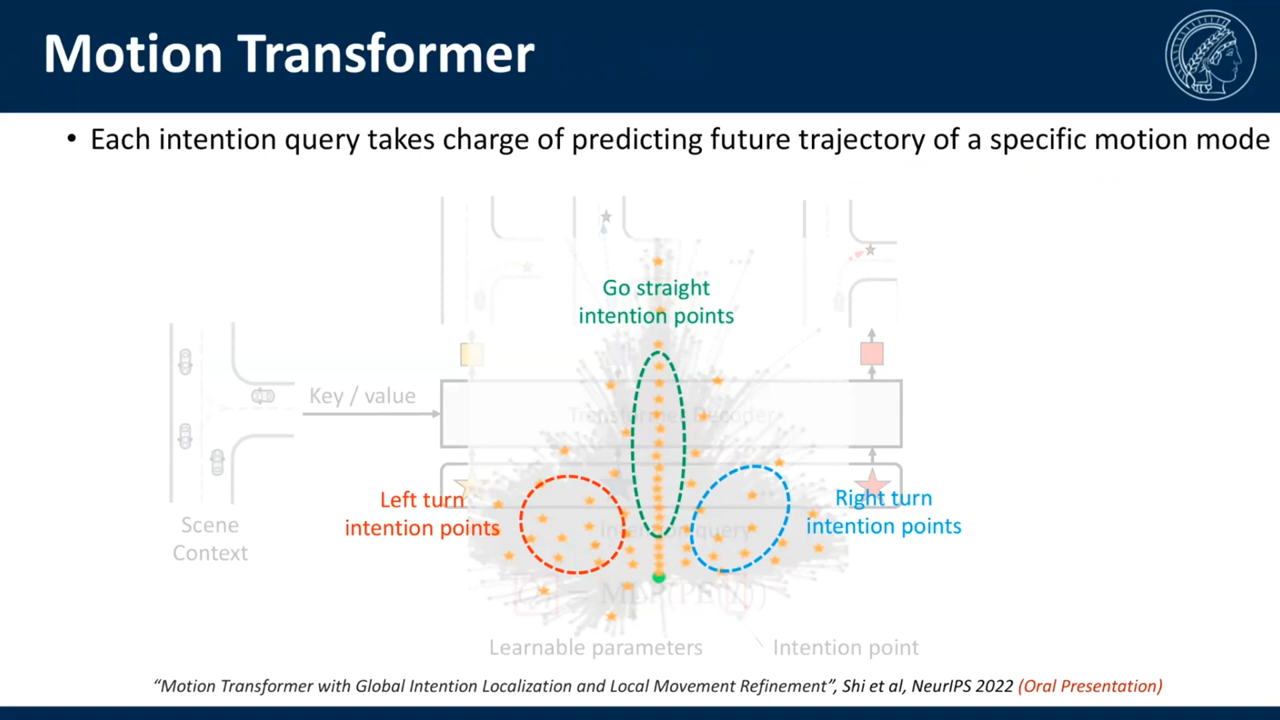 Motion Transformer
• Each intention query takes charge of predicting future trajectory of a specific motion mode
Go straight
intention points
Key / value
Transformer Decoder
Left turn
intention points
Right turn
intention points
Intention query
Scene
Context
MLP(PE(
))
Learnable parameters
Intention point
“Motion Transformer with Global Intention Localization and Local Movement Refinement”, Shi et al, NeurIPS 2022 (Oral Presentation)